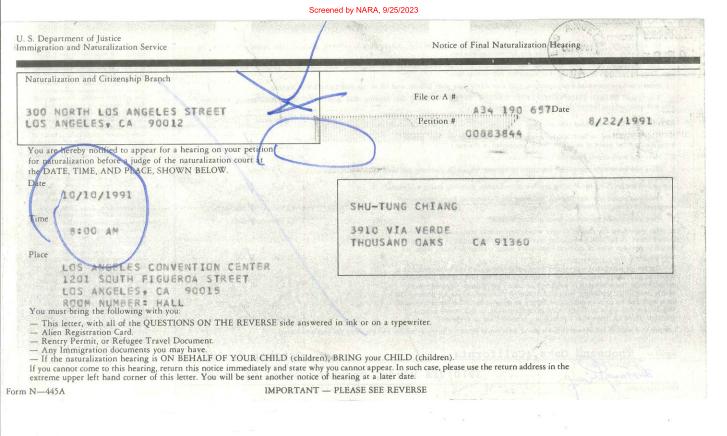 Screened by NARA, 9/25/2023
U. S. Department of Justice
Immigration and Naturalization Service
Notice of Final Naturalization Hearing
Naturalization and Citizenship Branch
300 NORTH LOS ANGELES STREET
LOS ANGELES, CA 90012
File or A #
A34 190 657
Date
8/22/1991
Petition #
00883844
You are hereby notified to appear for a hearing on your petition
for naturalization before a judge of the naturalization court at
the DATE, TIME, AND PLACE, SHOWN BELOW.
Date
10/10/1991
Time
8:00 AM
SHU-TUNG CHIANG
3910 VIA VERDE
THOUSAND OAKS CA 91360
Place
LOS ANGELES CONVENTION CENTER
1201 SOUTH FIGUEROA STREET
LOS ANGELES, CA 90015
ROOM NUMBER: HALL
You must bring the following with you:
— This letter, with all of the QUESTIONS ON THE REVERSE side answered in ink or on a typewriter.
— Alien Registration Card.
— Rentry Permit, or Refugee Travel Document.
— Any Immigration documents you may have.
— If the naturalization hearing is ON BEHALF OF YOUR CHILD (children), BRING your CHILD (children).
If you cannot come to this hearing, return this notice immediately and state why you cannot appear. In such case, please use the return address in the
extreme upper left hand corner of this letter. You will be sent another notice of hearing at a later date.
Form N—445A
IMPORTANT — PLEASE SEE REVERSE